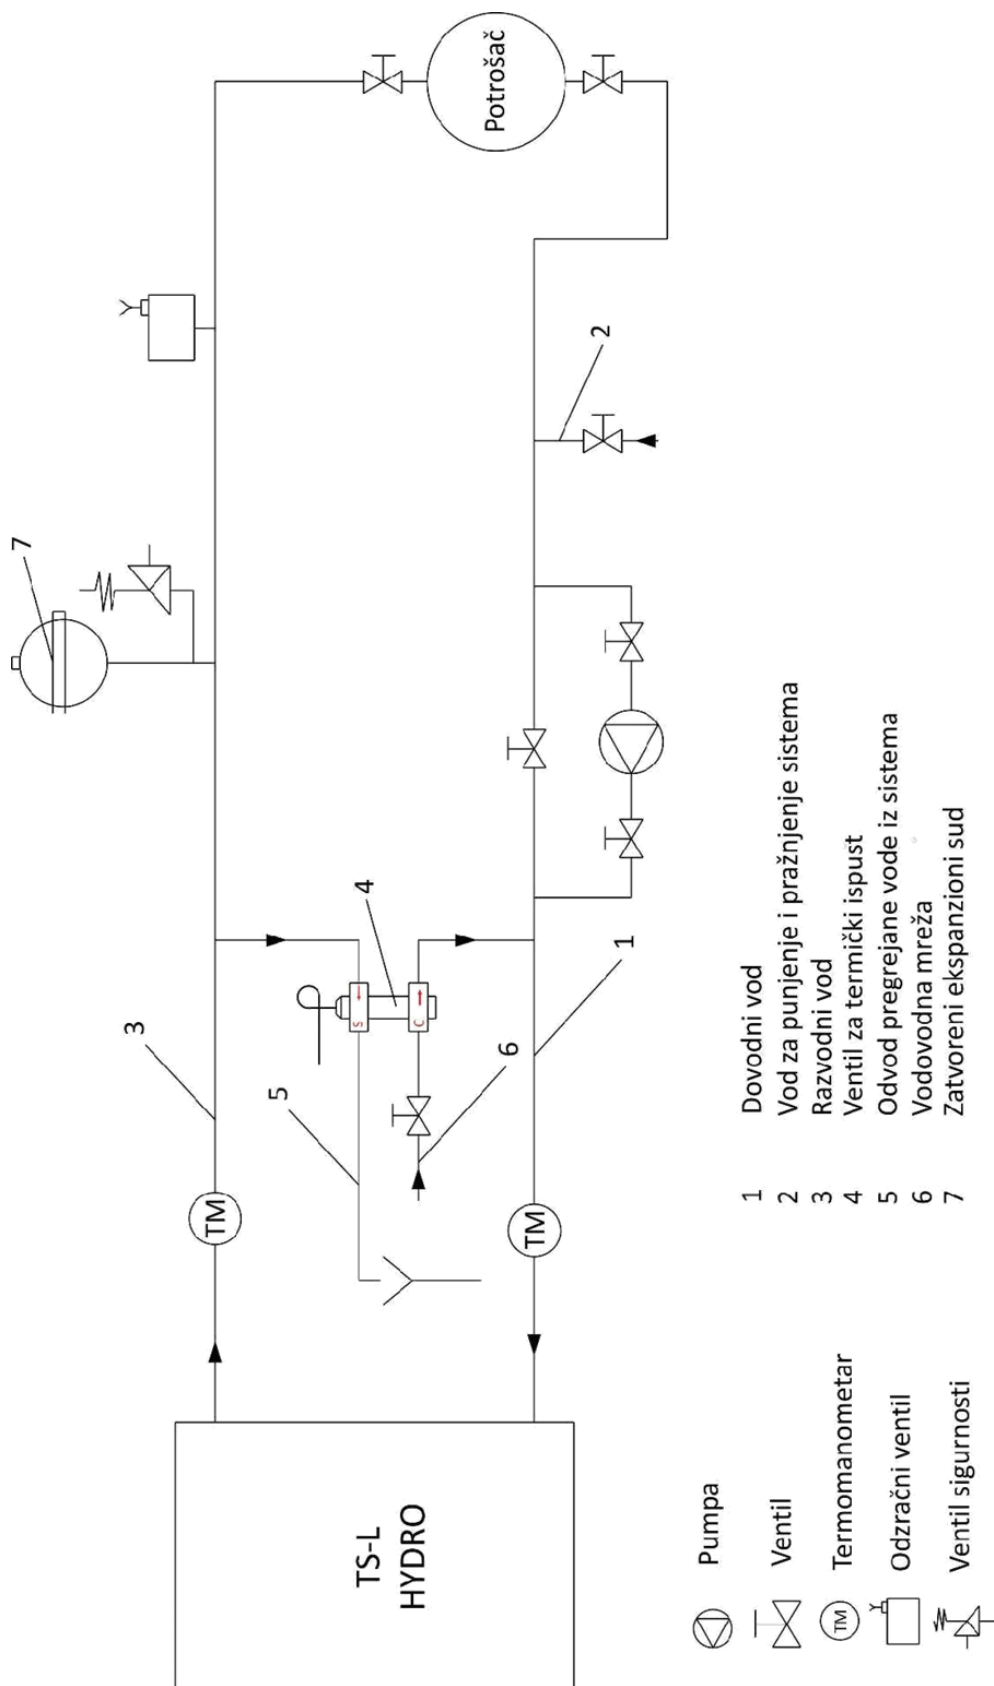 TS-L
HYDRO
TM
TM
3
5
6
4
1
7
2
S
C
Potrošač
1 Dovodni vod
2 Vod za punjenje i pražnjenje sistema
3 Razvodni vod
4 Ventil za termički ispust
5 Odvod pregrejane vode iz sistema
6 Vodovodna mreža
7 Zatvoreni ekspanzioni sud
Pumpa
Ventil
TM Termomanometar
Odzračni ventil
Ventil sigurnosti